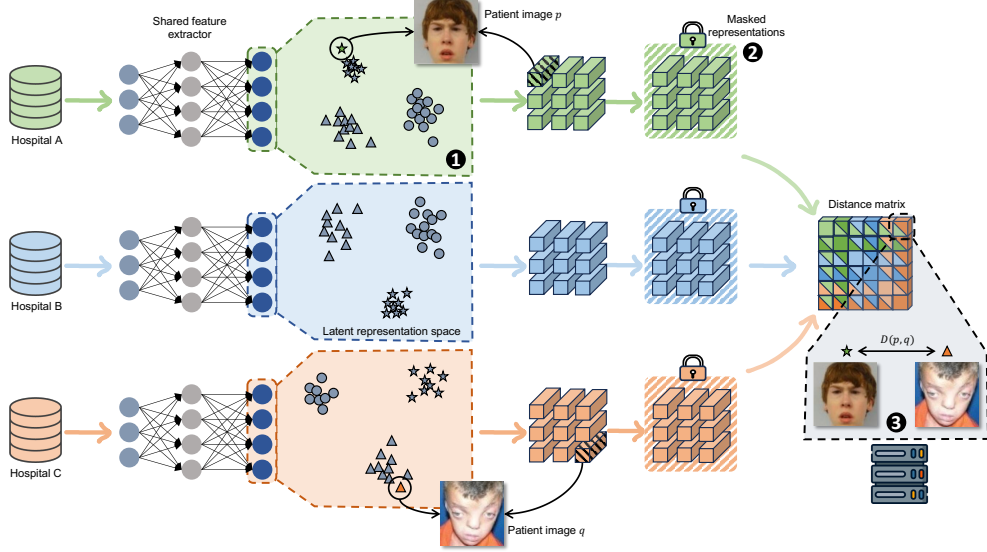 Shared feature
extractor
Patient image p
Masked
representations
2
Hospital A
1
Distance matrix
Hospital B
Latent representation space
D(p, q)
3
Hospital C
Patient image q